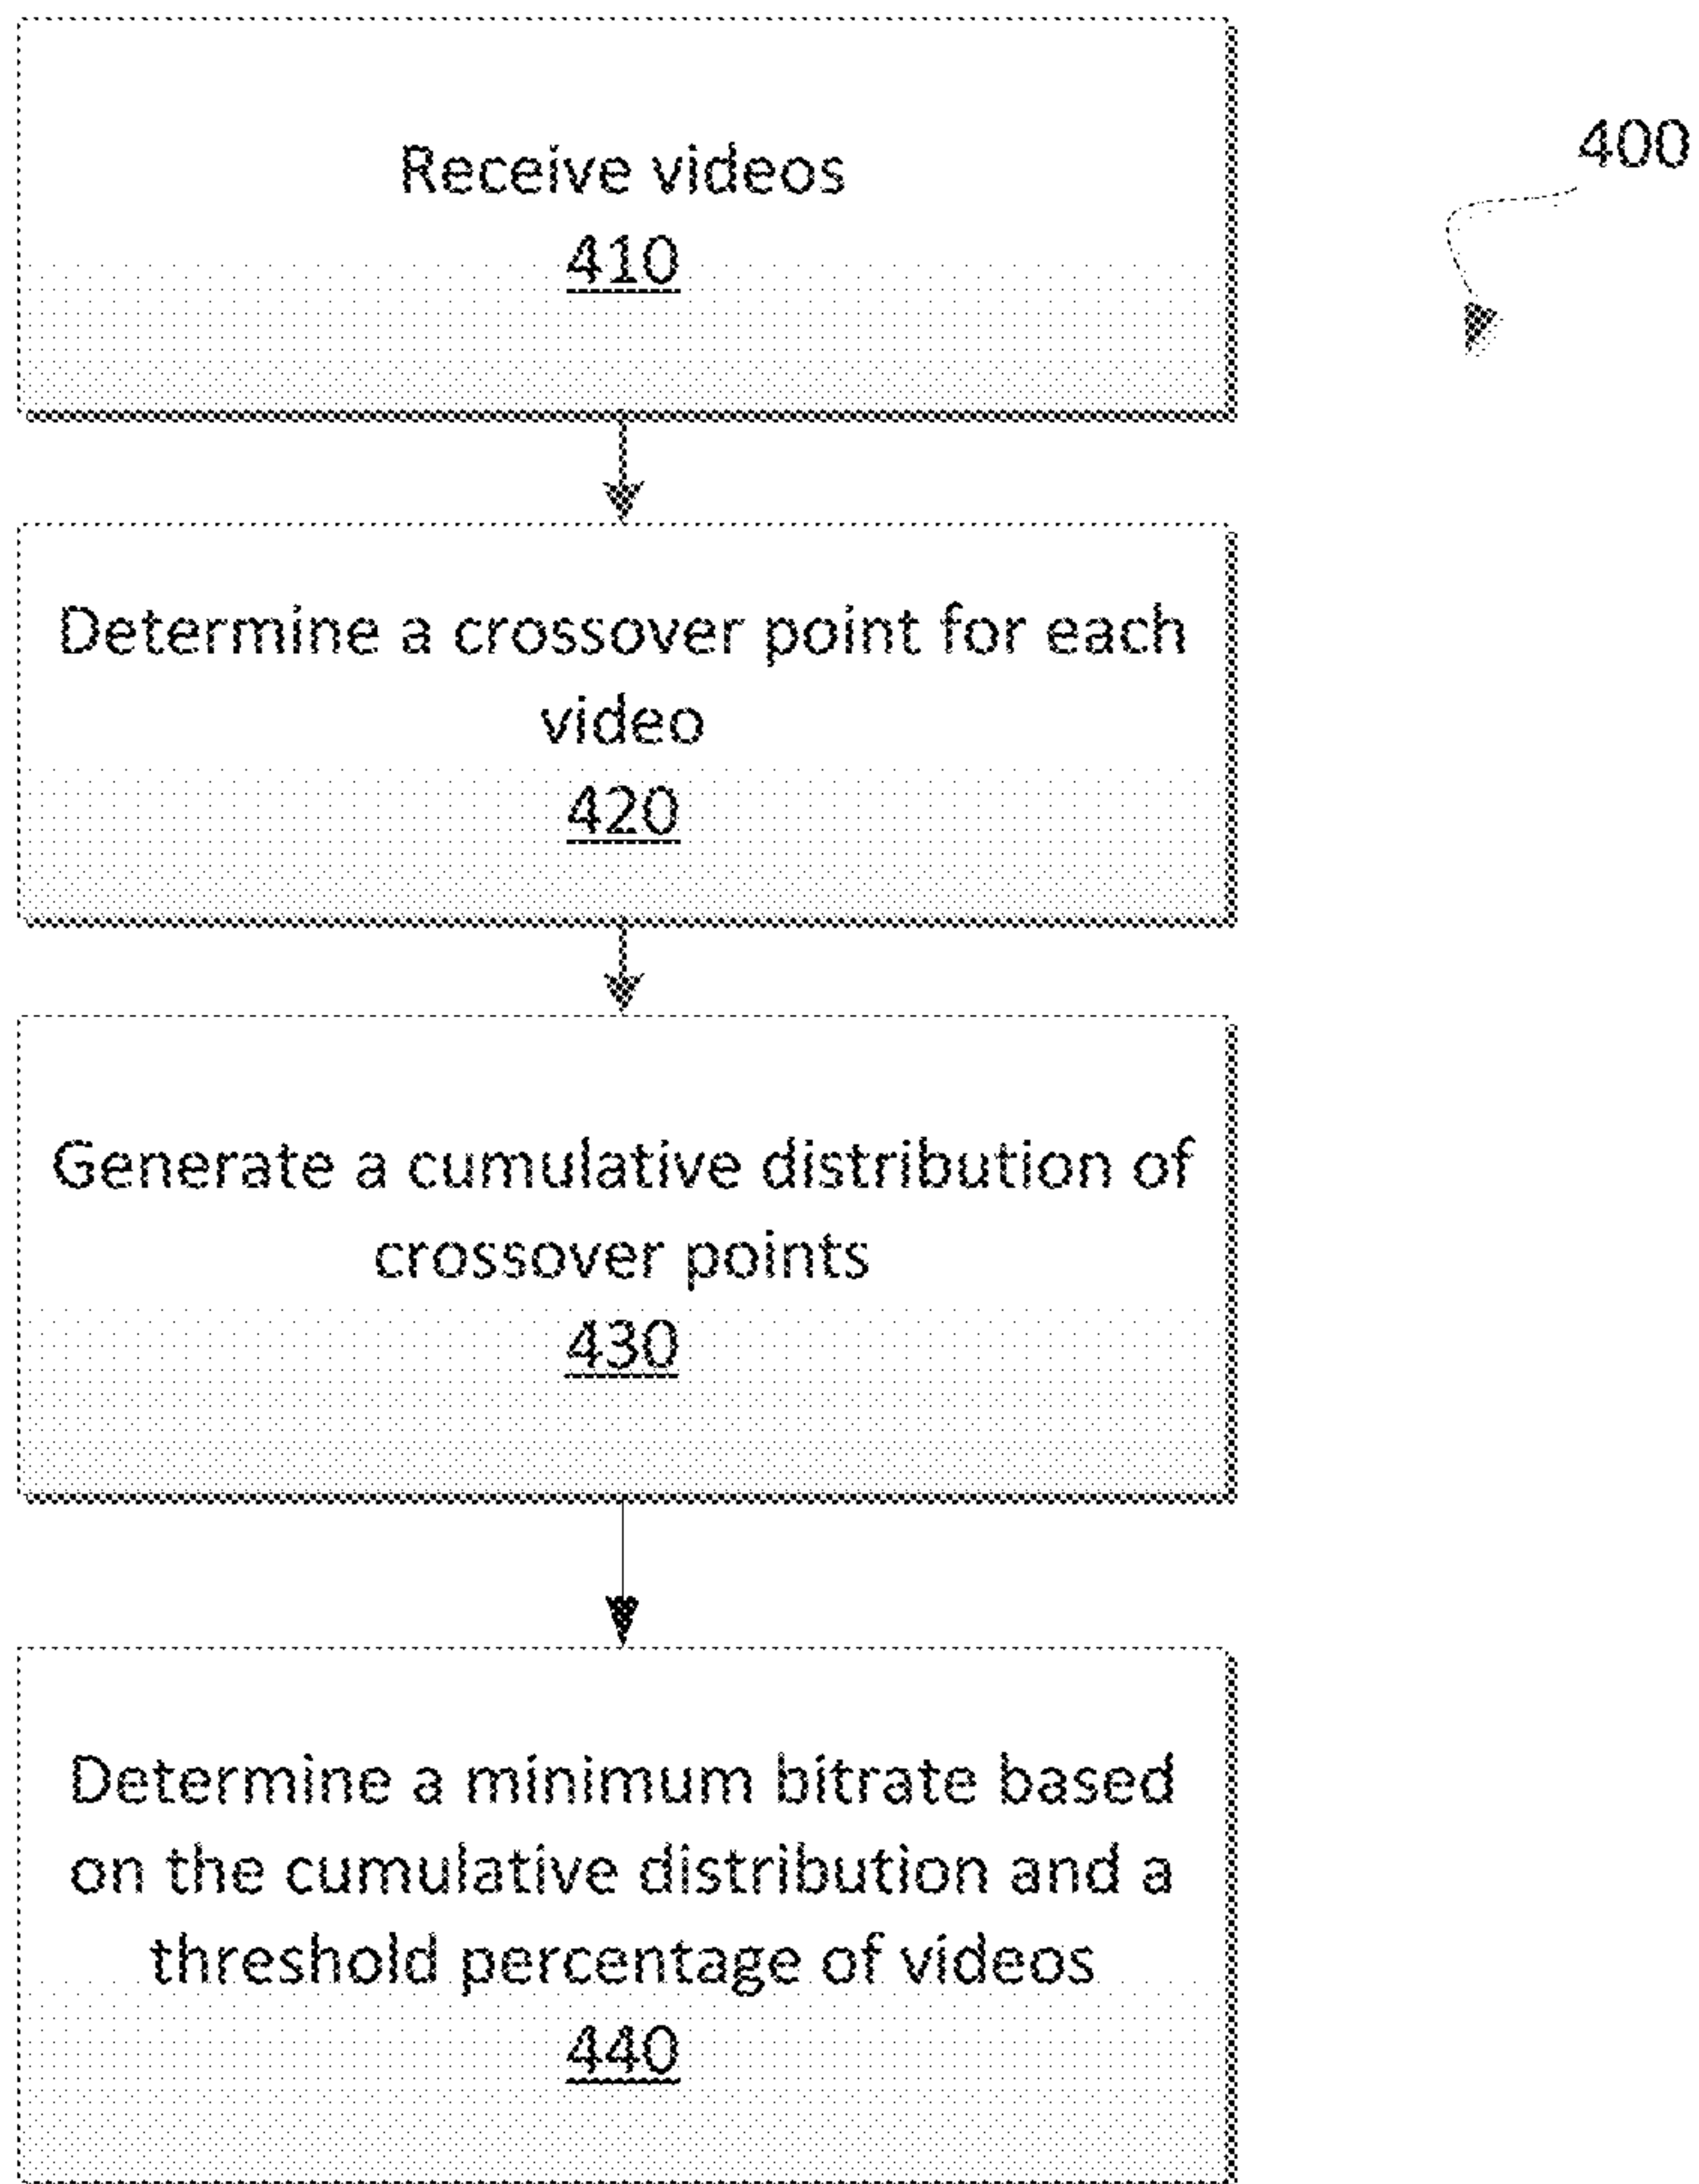 Receive videos
410
400
Determine a crossover point for each
video
420
Generate a cumulative distribution of
crossover points
430
Determine a minimum bitrate based
on the cumulative distribution and a
threshold percentage of videos
440